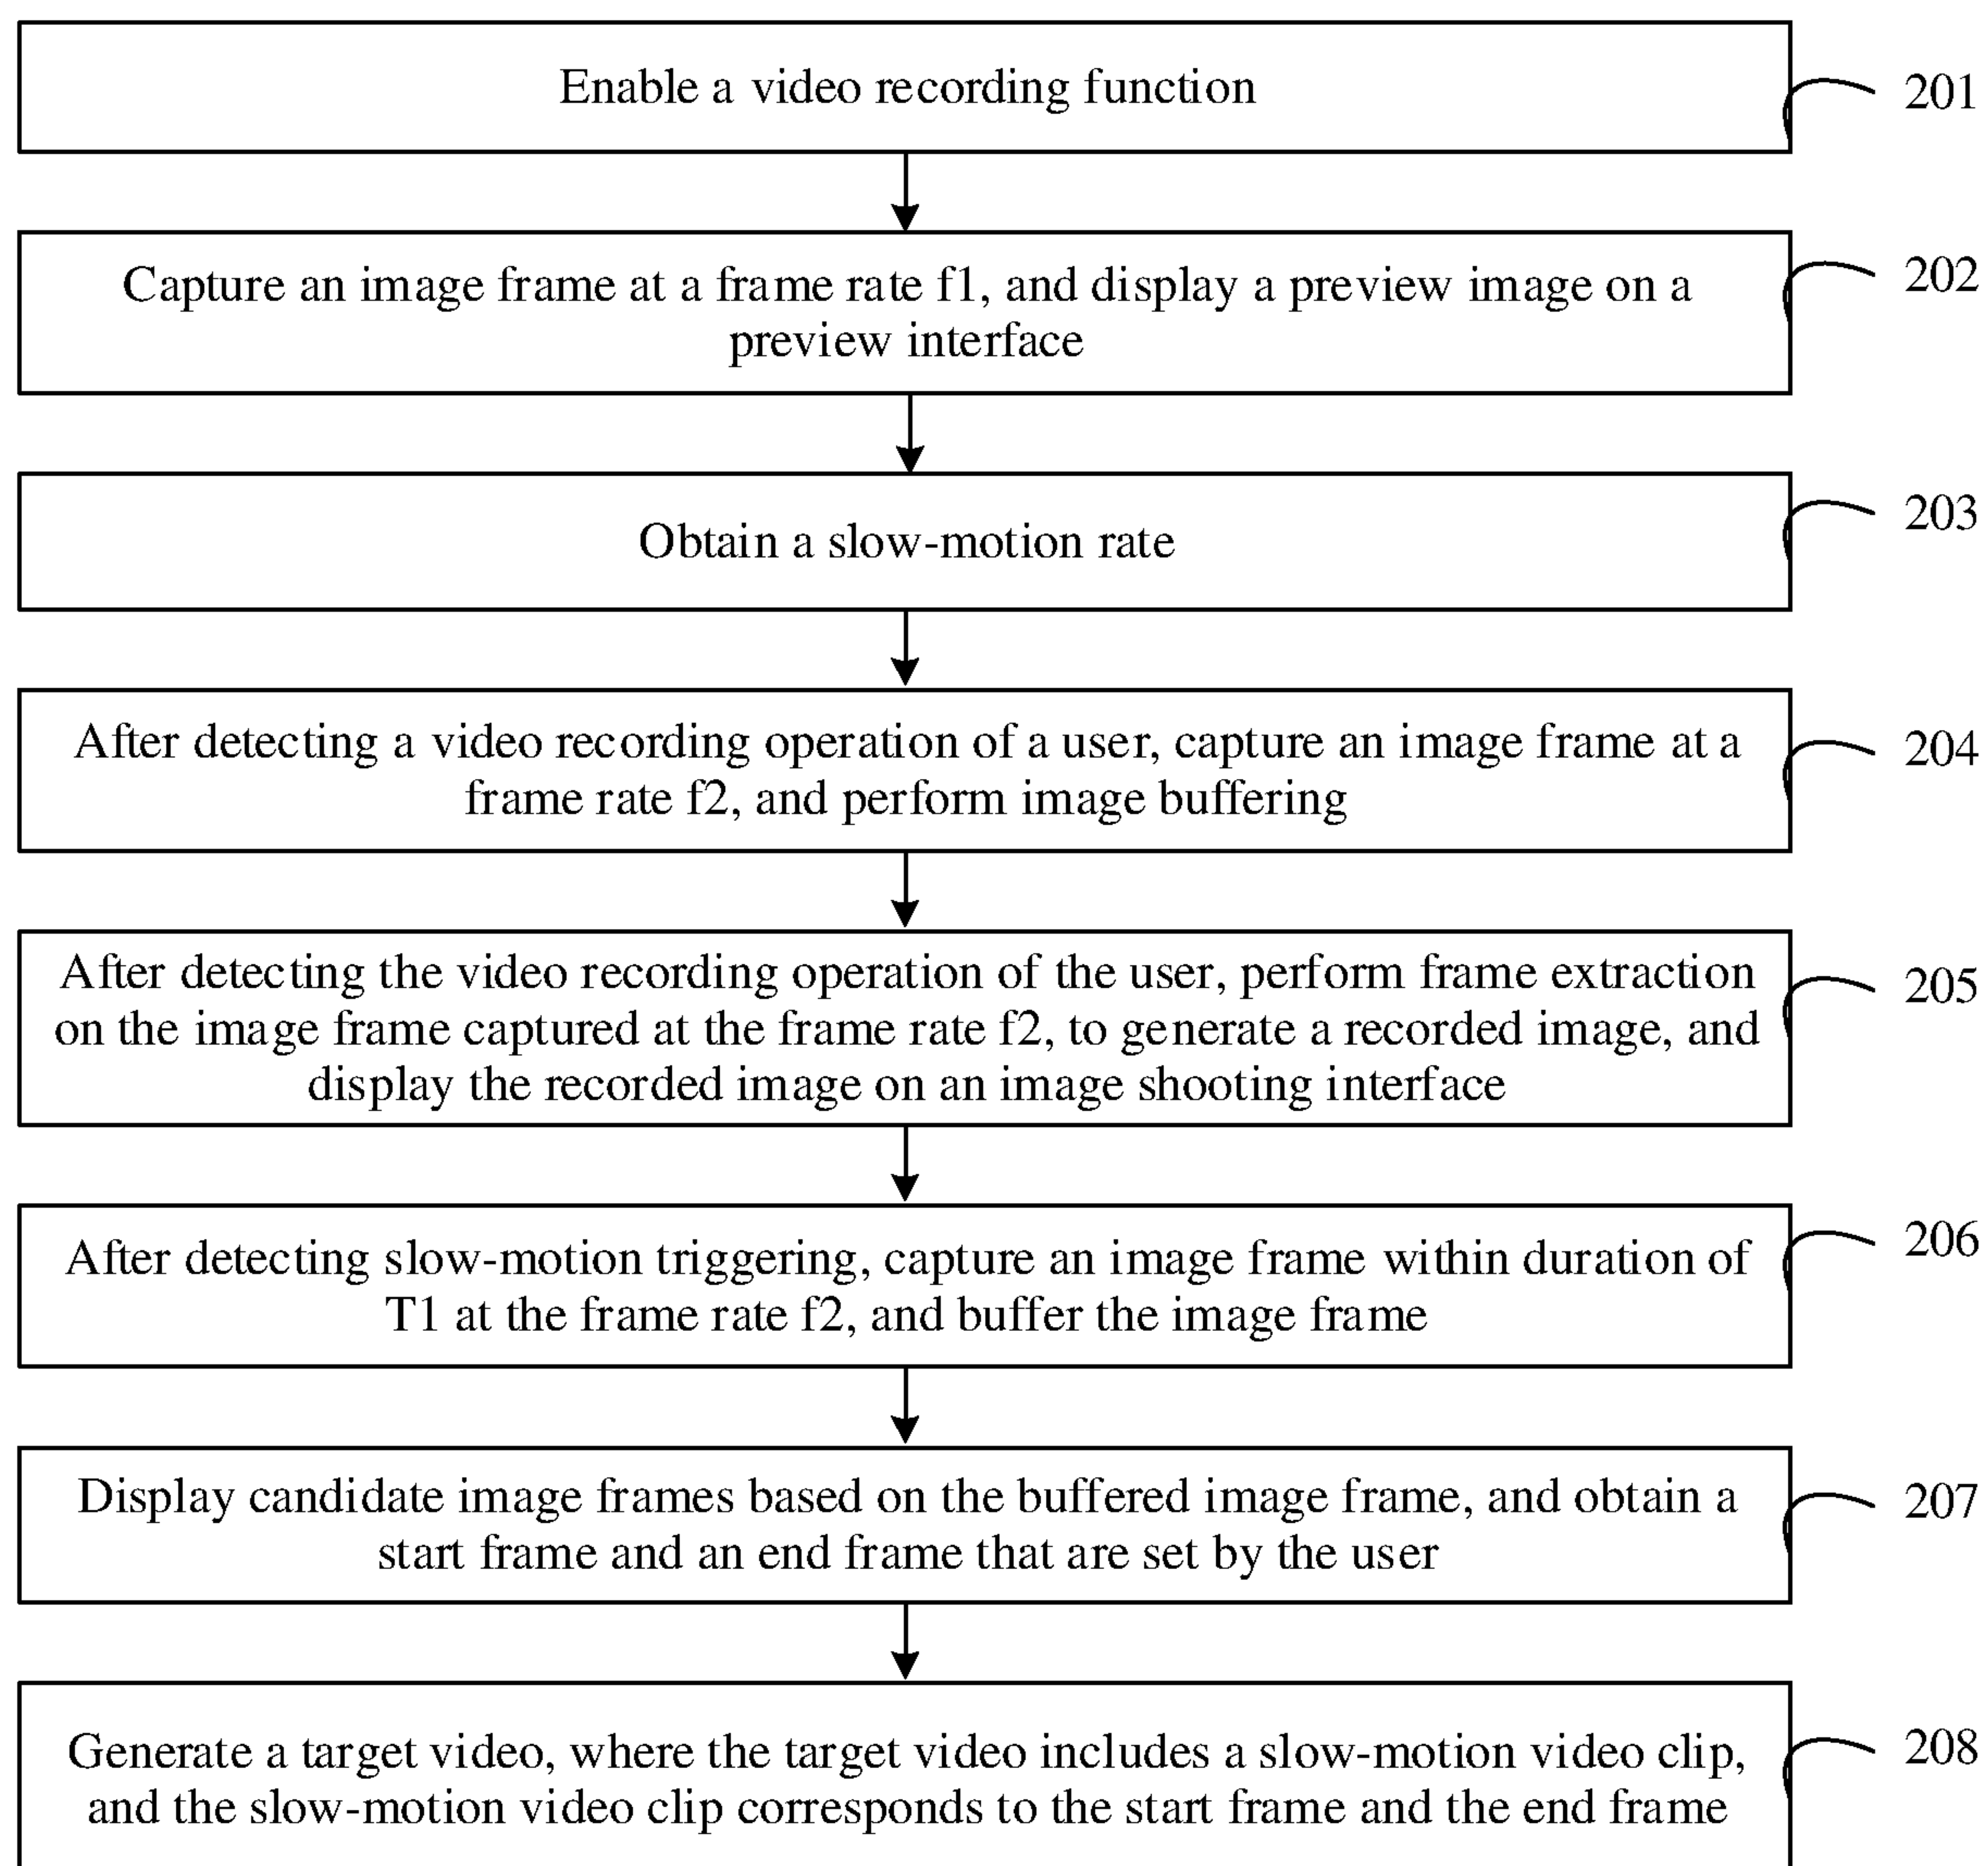 Enable a video recording function
201
Capture an image frame at a frame rate f1, and display a preview image on a
preview interface
202
Obtain a slow-motion rate
203
After detecting a video recording operation of a user, capture an image frame at a
frame rate f2, and perform image buffering
204
After detecting the video recording operation of the user, perform frame extraction
on the image frame captured at the frame rate f2, to generate a recorded image, and
display the recorded image on an image shooting interface
205
After detecting slow-motion triggering, capture an image frame within duration of
T1 at the frame rate f2, and buffer the image frame
206
Display candidate image frames based on the buffered image frame, and obtain a
start frame and an end frame that are set by the user
207
Generate a target video, where the target video includes a slow-motion video clip,
and the slow-motion video clip corresponds to the start frame and the end frame
208